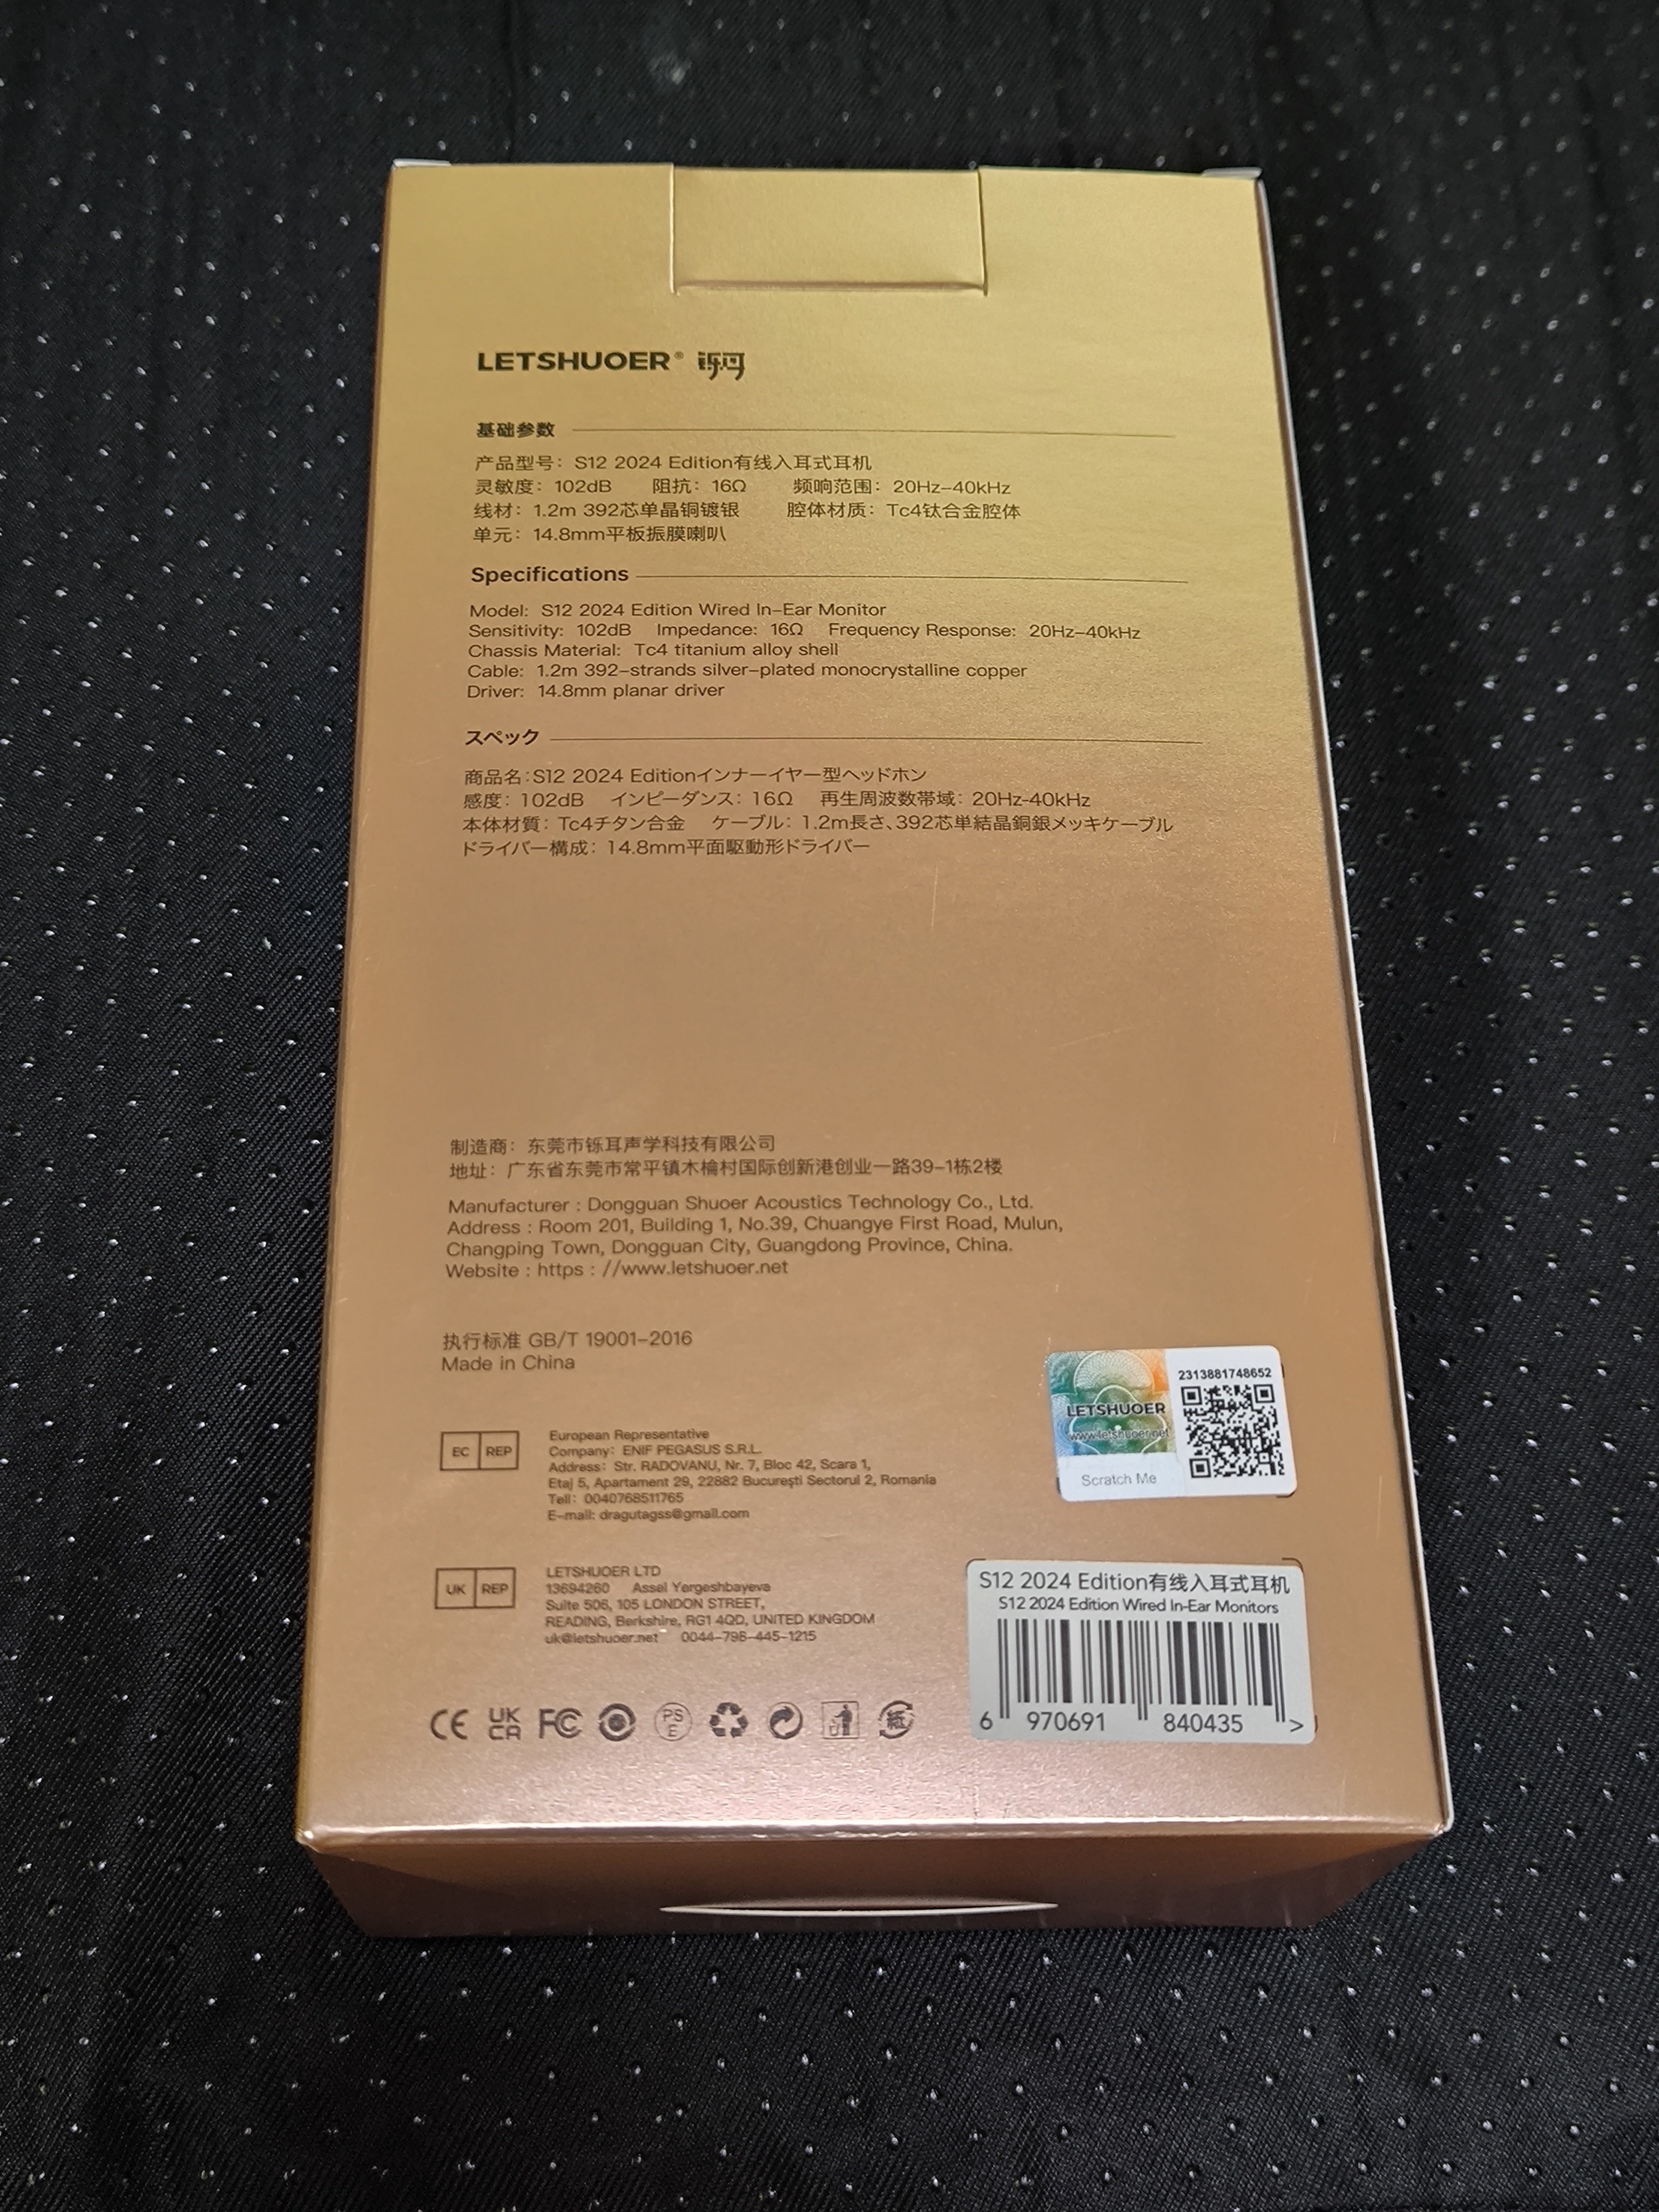 LETSHUOER® 铄耳
基础参数
产品型号：S12 2024 Edition有线入耳式耳机
灵敏度：102dB 阻抗：16Ω 频响范围：20Hz–40kHz
线材：1.2m 392芯单晶铜镀银 腔体材质：Tc4钛合金腔体
单元：14.8mm平板振膜喇叭
Specifications
Model: S12 2024 Edition Wired In–Ear Monitor
Sensitivity: 102dB Impedance: 16Ω Frequency Response: 20Hz–40kHz
Chassis Material: Tc4 titanium alloy shell
Cable: 1.2m 392–strands silver–plated monocrystalline copper
Driver: 14.8mm planar driver
スペック
商品名：S12 2024 Editionインナーイヤー型ヘッドホン
感度：102dB インピーダンス：16Ω 再生周波数帯域：20Hz-40kHz
本体材質：Tc4チタン合金 ケーブル：1.2m長さ、392芯単結晶銅銀メッキケーブル
ドライバー構成：14.8mm平面駆動形ドライバー
制造商：东莞市铄耳声学科技有限公司
地址：广东省东莞市常平镇木棆村国际创新港创业一路39–1栋2楼
Manufacturer : Dongguan Shuoer Acoustics Technology Co., Ltd.
Address : Room 201, Building 1, No.39, Chuangye First Road, Mulun,
Changping Town, Dongguan City, Guangdong Province, China.
Website : https : //www.letshuoer.net
执行标准 GB/T 19001–2016
Made in China
2313881748652
LETSHUOER
www.letshuoer.net
Scratch Me
EC REP
European Representative
Company: ENIF PEGASUS S.R.L.
Address: Str. RADOVANU, Nr. 7, Bloc 42, Scara 1,
Etaj 5, Apartament 29, 22882 Bucureşti Sectorul 2, Romania
Tell: 0040768511765
E–mail: dragutagss@gmail.com
UK REP
LETSHUOER LTD
13694260 Assel Yergeshbayeva
Suite 506, 105 LONDON STREET,
READING, Berkshire, RG1 4QD, UNITED KINGDOM
uk@letshuoer.net 0044–798–445–1215
S12 2024 Edition有线入耳式耳机
S12 2024 Edition Wired In-Ear Monitors
6 970691 840435 >
CE UK CA FC PS E 紙